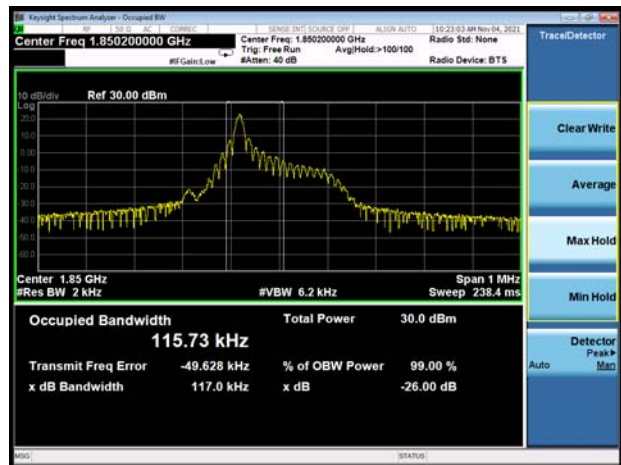 Keysight Spectrum Analyzer - Occupied BW
RF 50 Ω AC CORREC SENSE:INT SOURCE OFF ALIGN AUTO 10:23:03 AM Nov 04, 2021
Center Freq 1.850200000 GHz
Center Freq: 1.850200000 GHz
Radio Std: None
Trig: Free Run Avg|Hold:>100/100
#IFGain:Low #Atten: 40 dB Radio Device: BTS
Trace/Detector
10 dB/div Ref 30.00 dBm
Log
20.0
10.0
0.00
-10.0
-20.0
-30.0
-40.0
-50.0
-60.0
Center 1.85 GHz Span 1 MHz
#Res BW 2 kHz #VBW 6.2 kHz Sweep 238.4 ms
Occupied Bandwidth Total Power 30.0 dBm
115.73 kHz
Transmit Freq Error -49.628 kHz % of OBW Power 99.00 %
x dB Bandwidth 117.0 kHz x dB -26.00 dB
Clear Write
Average
Max Hold
Min Hold
Detector
Peak▶
Auto Man
MSG STATUS